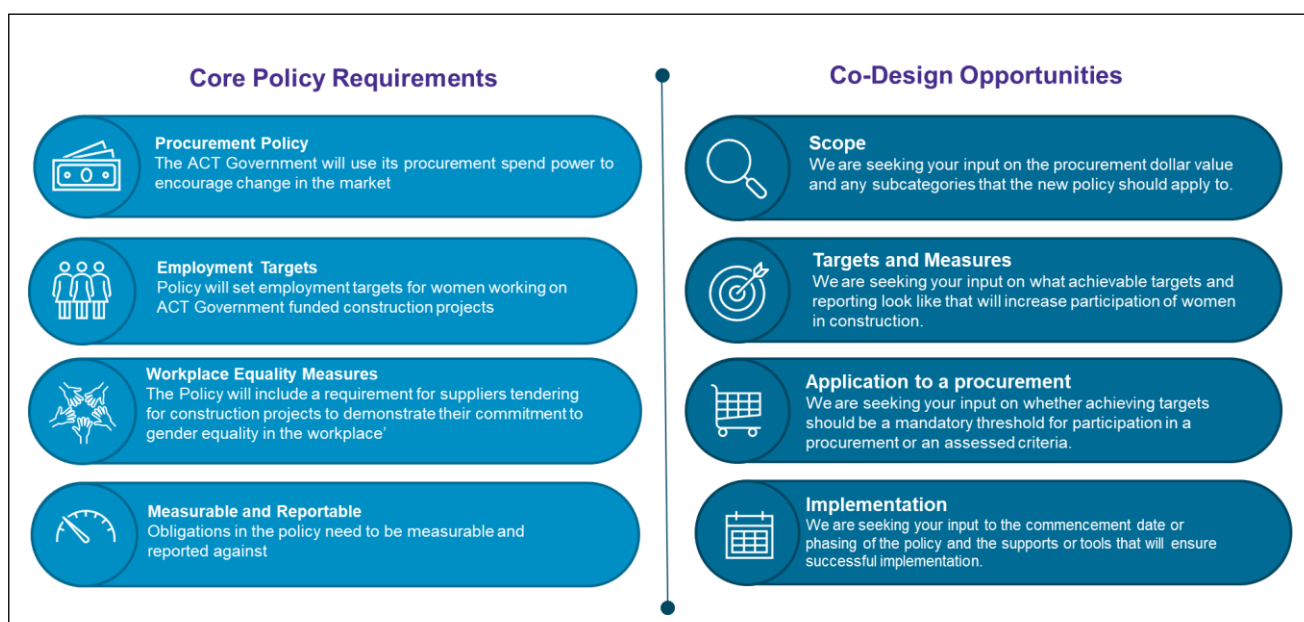 Core Policy Requirements
Procurement Policy
The ACT Government will use its procurement spend power to
encourage change in the market
Employment Targets
Policy will set employment targets for women working on
ACT Government funded construction projects
Workplace Equality Measures
The Policy will include a requirement for suppliers tendering
for construction projects to demonstrate their commitment to
gender equality in the workplace’
Measurable and Reportable
Obligations in the policy need to be measurable and
reported against
Co-Design Opportunities
Scope
We are seeking your input on the procurement dollar value
and any subcategories that the new policy should apply to.
Targets and Measures
We are seeking your input on what achievable targets and
reporting look like that will increase participation of women
in construction.
Application to a procurement
We are seeking your input on whether achieving targets
should be a mandatory threshold for participation in a
procurement or an assessed criteria.
Implementation
We are seeking your input to the commencement date or
phasing of the policy and the supports or tools that will ensure
successful implementation.